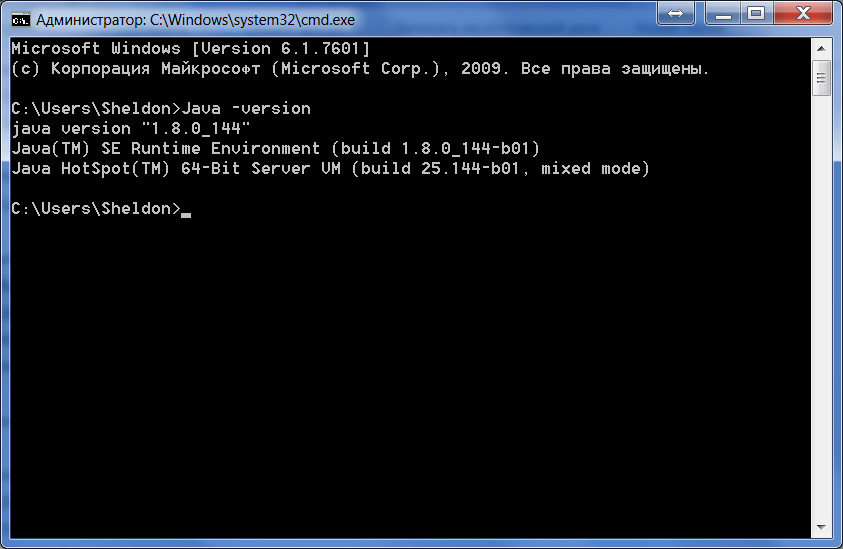 Администратор: C:\Windows\system32\cmd.exe
Microsoft Windows [Version 6.1.7601]
(c) Корпорация Майкрософт (Microsoft Corp.), 2009. Все права защищены.
C:\Users\Sheldon>Java -version
java version "1.8.0_144"
Java(TM) SE Runtime Environment (build 1.8.0_144-b01)
Java HotSpot(TM) 64-Bit Server VM (build 25.144-b01, mixed mode)
C:\Users\Sheldon>